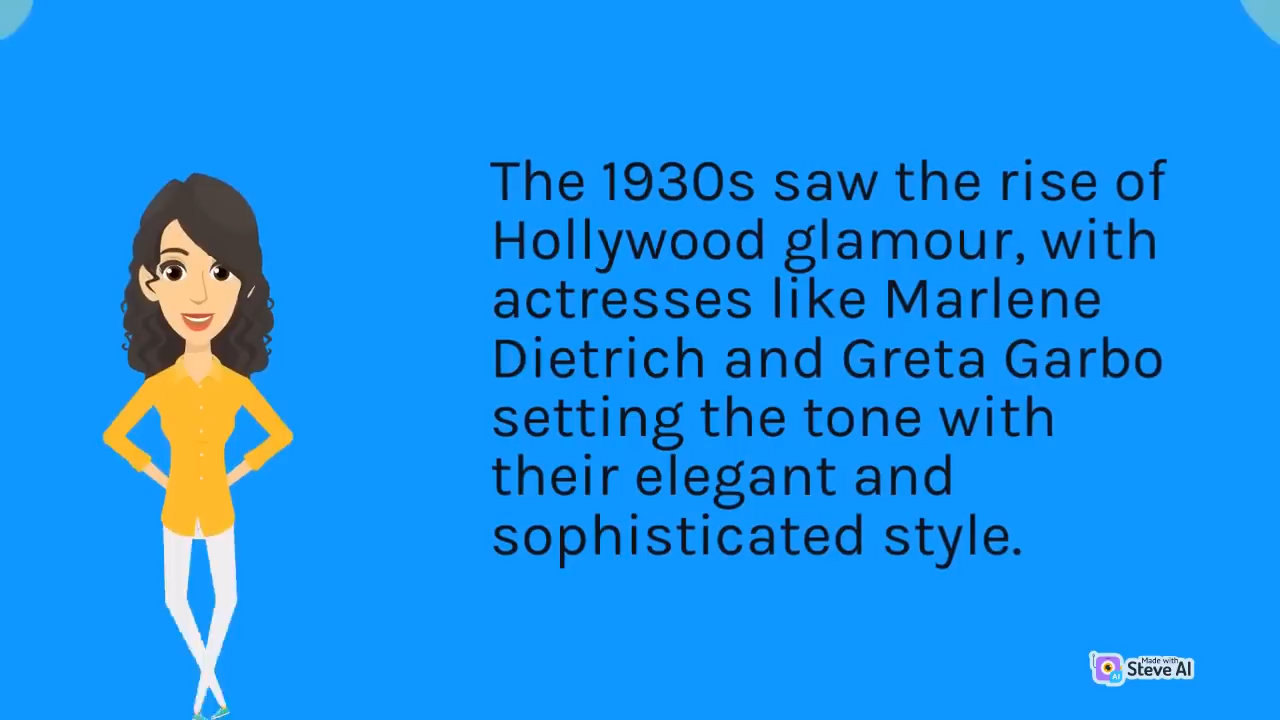 The 1930s saw the rise of
Hollywood glamour, with
actresses like Marlene
Dietrich and Greta Garbo
setting the tone with
their elegant and
sophisticated style.
Made with
Steve AI
AI